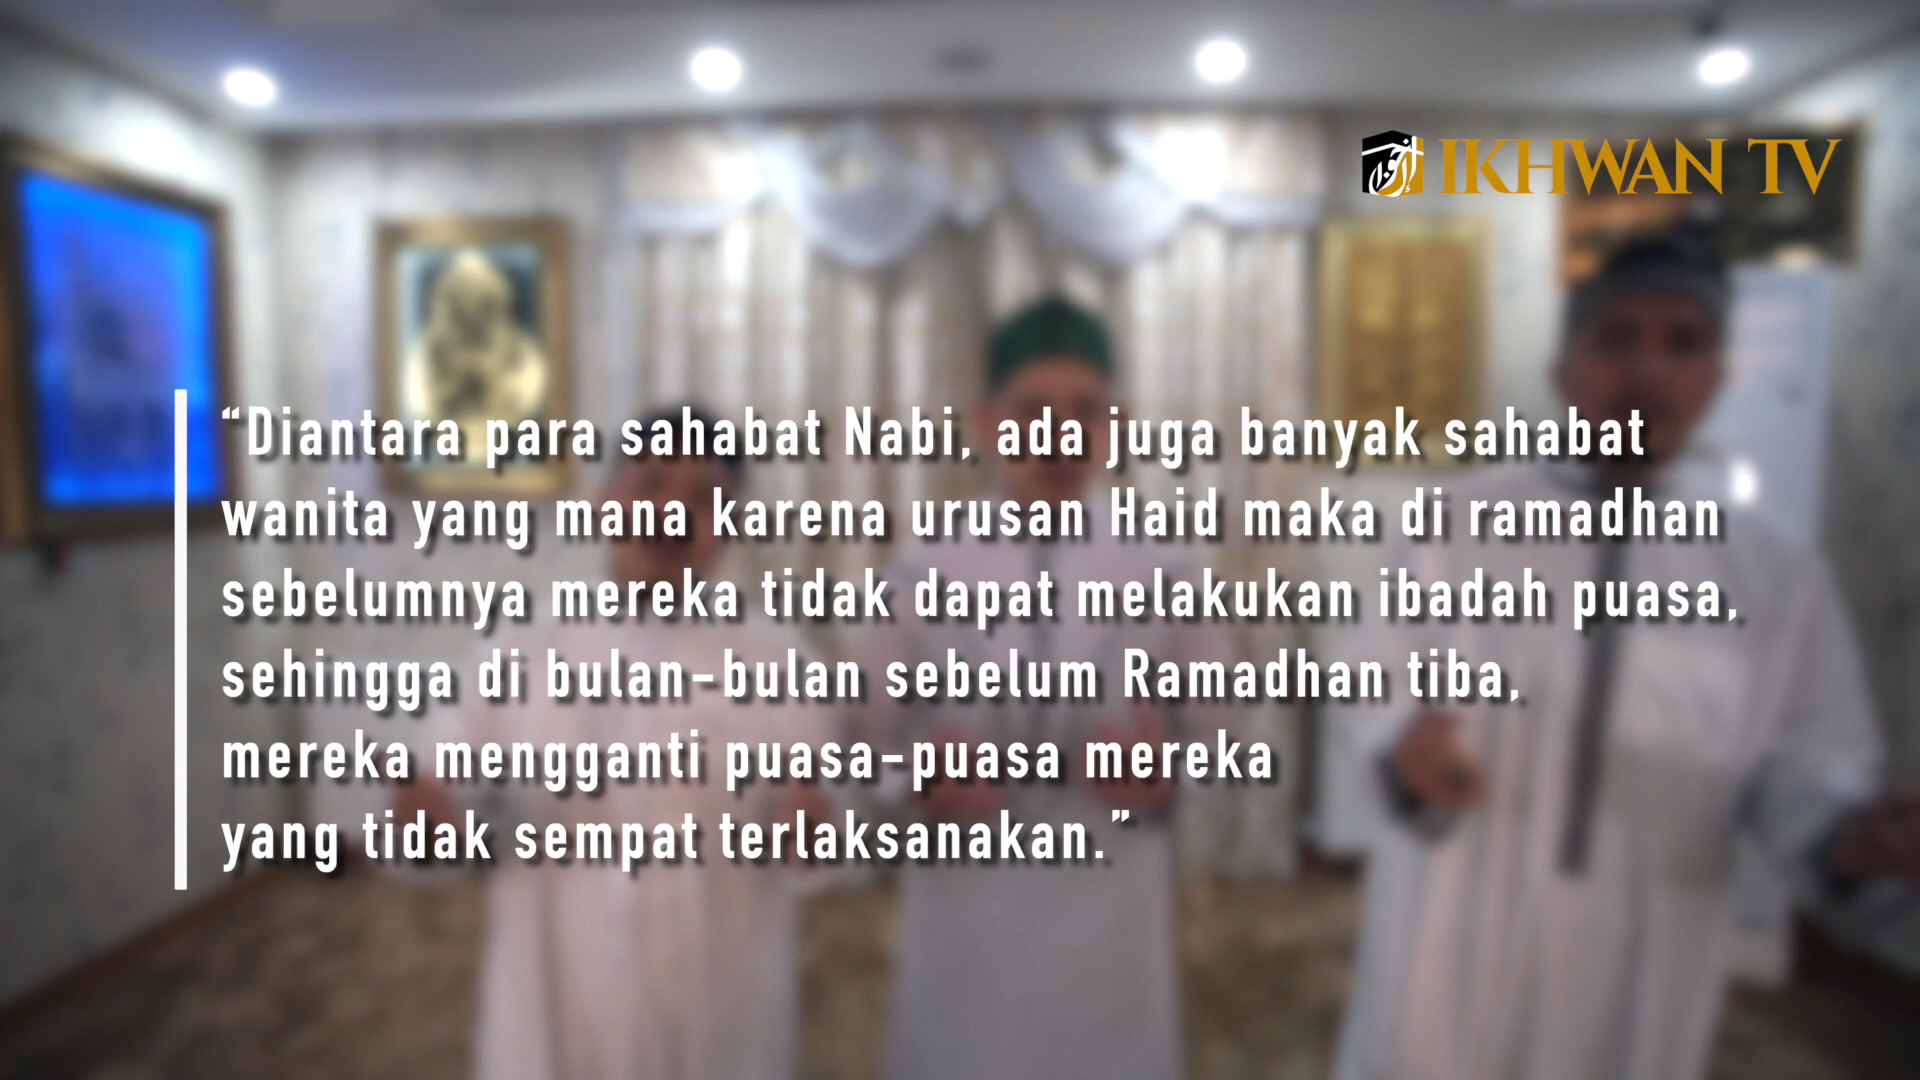 IKHWAN TV
“Diantara para sahabat Nabi, ada juga banyak sahabat
wanita yang mana karena urusan Haid maka di ramadhan
sebelumnya mereka tidak dapat melakukan ibadah puasa,
sehingga di bulan-bulan sebelum Ramadhan tiba,
mereka mengganti puasa-puasa mereka
yang tidak sempat terlaksanakan.”